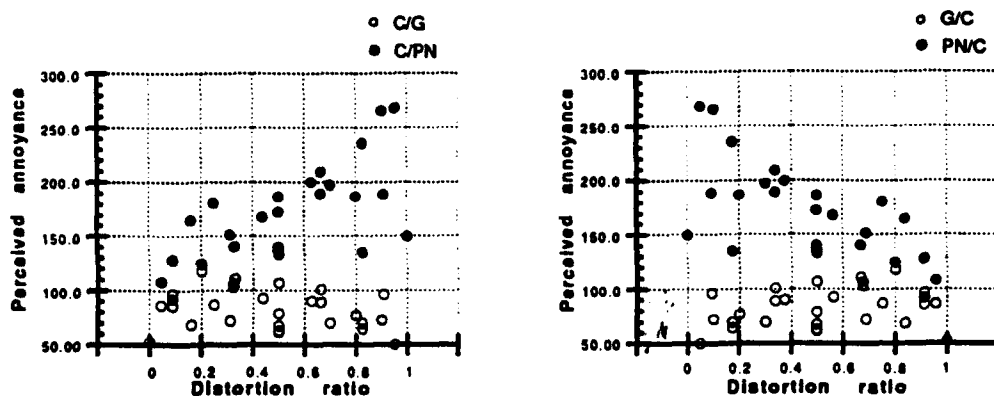 C/G
C/PN
Perceived annoyance
300.0
250.0
200.0
150.0
100.0
50.00
0 0.2 0.4 0.6 0.8 1
Distortion ratio
G/C
PN/C
Perceived annoyance
300.0
250.0
200.0
150.0
100.0
50.00
0 0.2 0.4 0.6 0.8 1
Distortion ratio